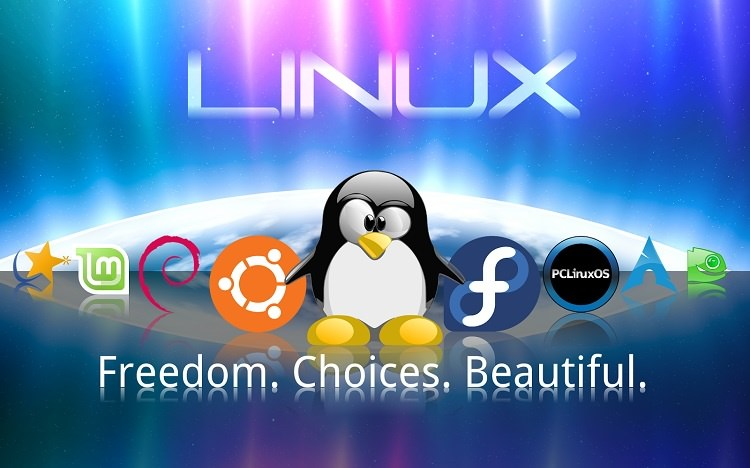 LINUX
PCLinuxOS
Freedom. Choices. Beautiful.